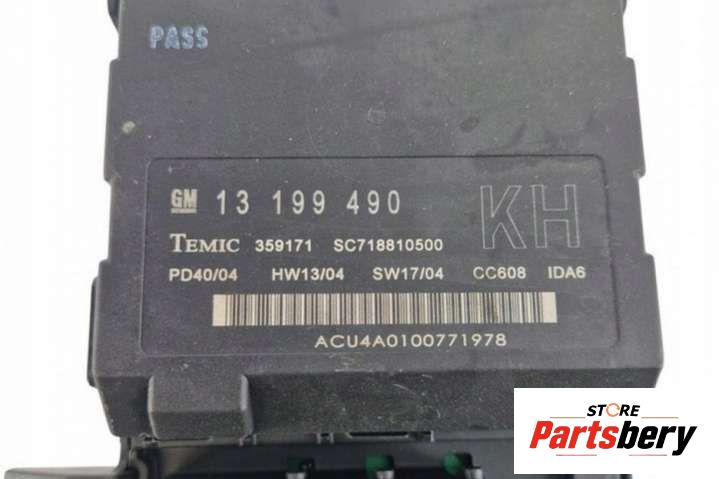 PASS
GM 13 199 490 KH
TEMIC 359171 SC718810500
PD40/04 HW13/04 SW17/04 CC608 IDA6
ACU4A0100771978
STORE
Partsbery